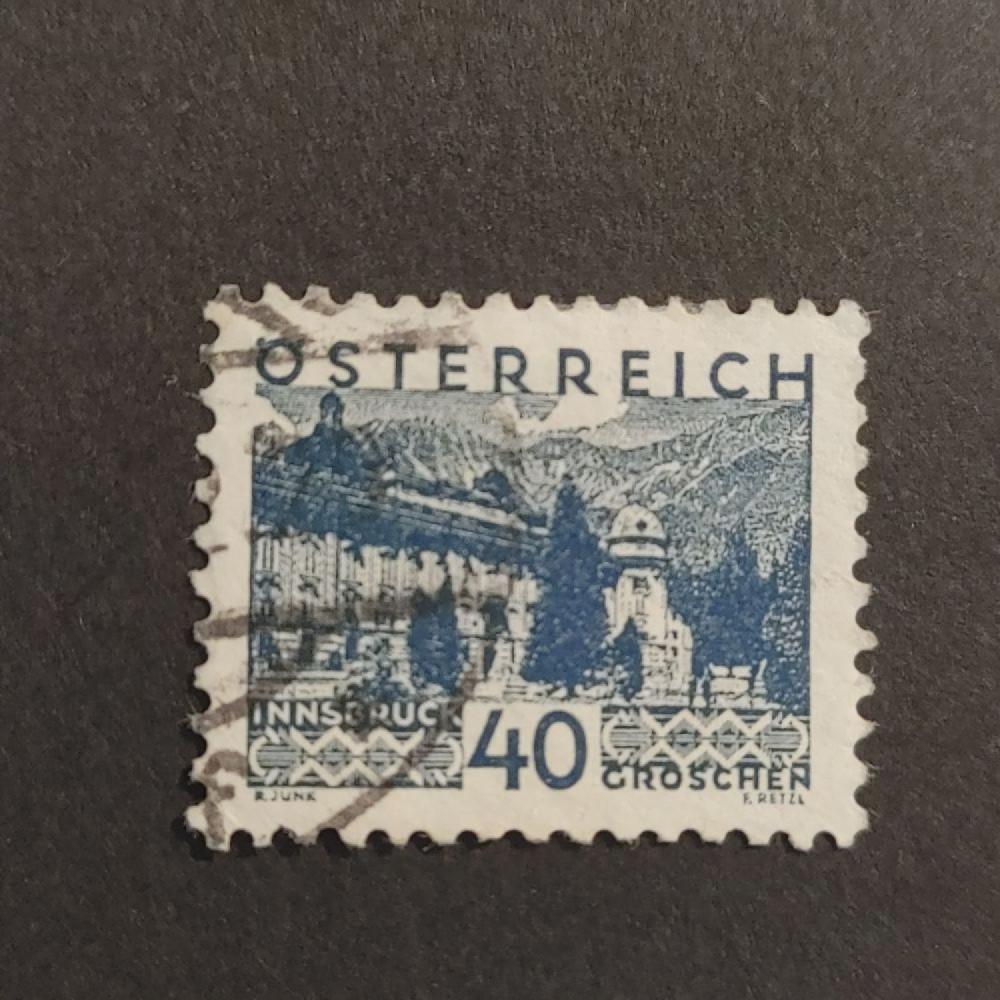 ÖSTERREICH
INNSBRUCK
40
GROSCHEN
R. JUNK
F. RETZL